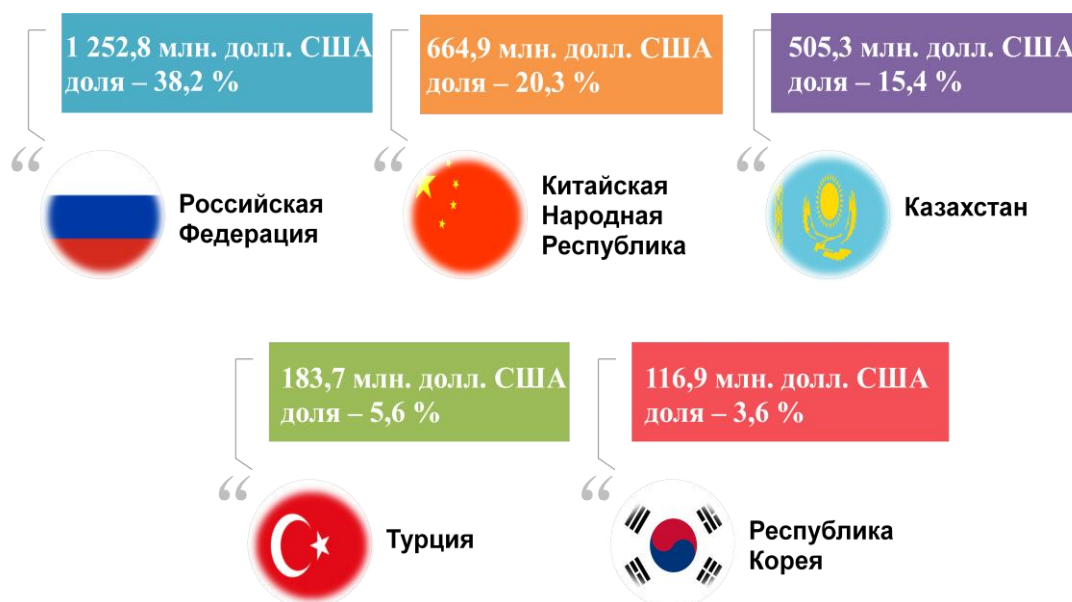 1 252,8 млн. долл. США
доля – 38,2 %
664,9 млн. долл. США
доля – 20,3 %
505,3 млн. долл. США
доля – 15,4 %
Российская
Федерация
Китайская
Народная
Республика
Казахстан
183,7 млн. долл. США
доля – 5,6 %
116,9 млн. долл. США
доля – 3,6 %
Турция
Республика
Корея